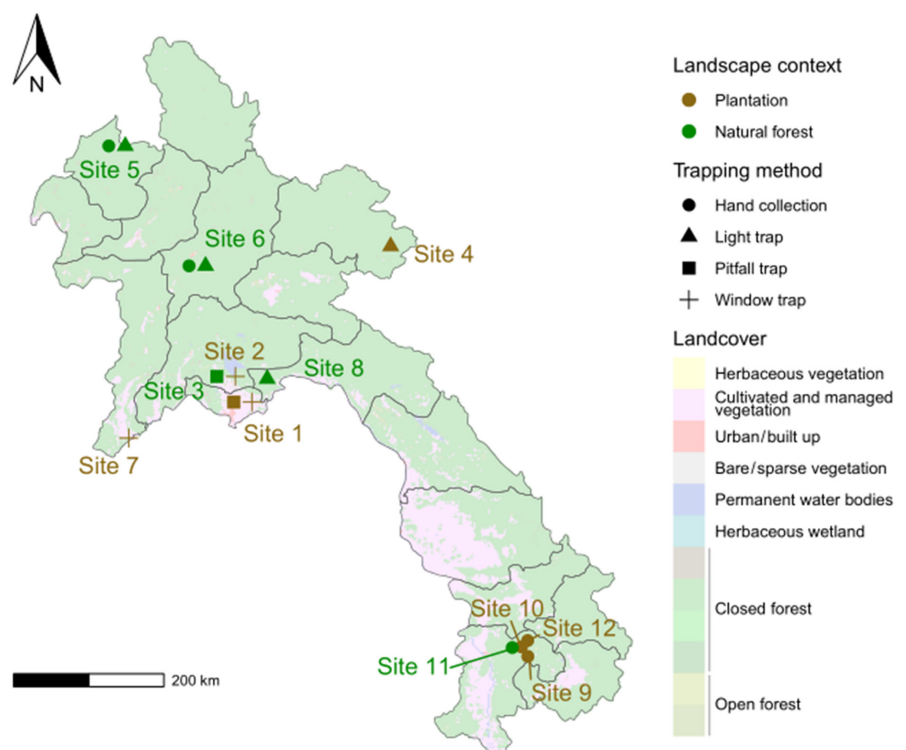 N
Site 5
Site 6
Site 4
Site 2
Site 3
Site 8
Site 1
Site 7
Site 10
Site 12
Site 11
Site 9
200 km
Landscape context
Plantation
Natural forest
Trapping method
Hand collection
Light trap
Pitfall trap
Window trap
Landcover
Herbaceous vegetation
Cultivated and managed
vegetation
Urban/built up
Bare/sparse vegetation
Permanent water bodies
Herbaceous wetland
Closed forest
Open forest